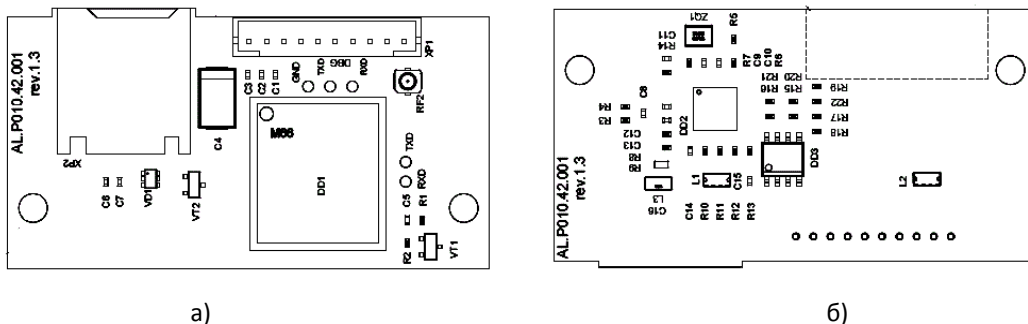 AL.P010.42.001
rev.1.3
XP2
C4
C3
C2
C1
GND
TXD
DBG
RXD
XP1
RF2
M66
DD1
TXD
RXD
C6
C7
VD1
VT2
C5
R1
R2
VT1
а)
AL.P010.42.001
rev.1.3
ZQ1
C11
R14
R5
R7
C9
C10
R6
R21
R20
R16
R15
R19
R22
R17
R18
R4
R3
C8
C12
C13
R8
R9
DD2
DD3
L3
C16
L1
C15
L2
C14
R10
R11
R12
R13
б)